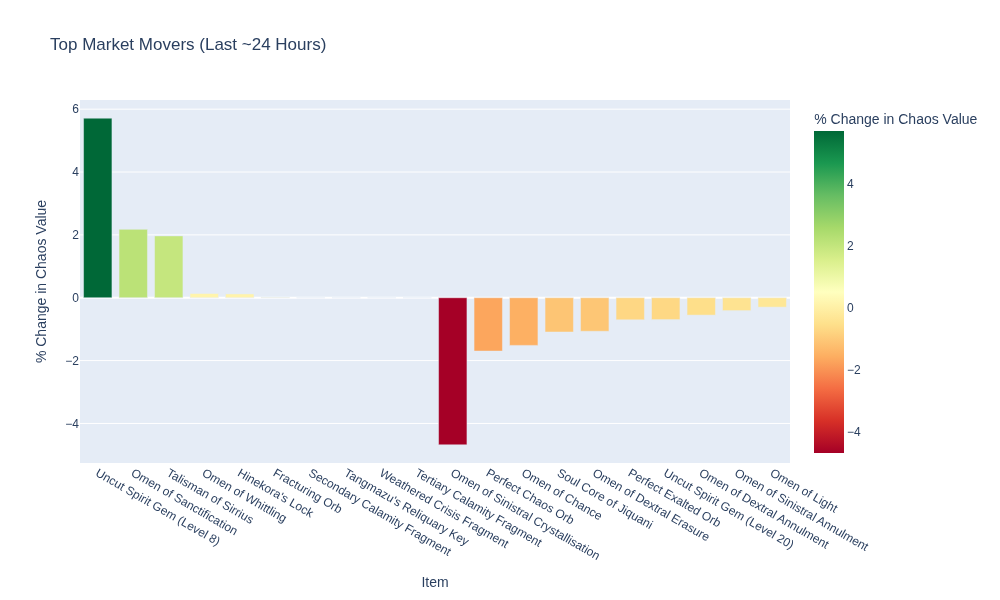 Top Market Movers (Last ~24 Hours)
% Change in Chaos Value
6
4
2
0
−2
−4
Uncut Spirit Gem (Level 8)
Omen of Sanctification
Talisman of Sirrius
Omen of Whittling
Hinekora's Lock
Fracturing Orb
Secondary Calamity Fragment
Tangmazu's Reliquary Key
Weathered Crisis Fragment
Tertiary Calamity Fragment
Omen of Sinistral Crystallisation
Perfect Chaos Orb
Omen of Chance
Soul Core of Jiquani
Omen of Dextral Erasure
Perfect Exalted Orb
Uncut Spirit Gem (Level 20)
Omen of Dextral Annulment
Omen of Sinistral Annulment
Omen of Light
Item
% Change in Chaos Value
4
2
0
−2
−4